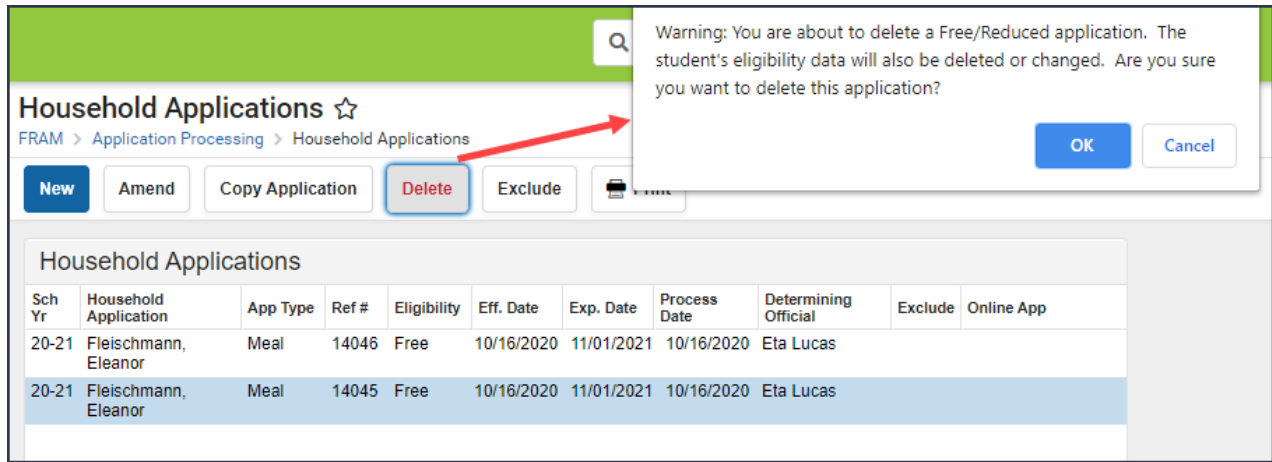 Warning: You are about to delete a Free/Reduced application. The
student's eligibility data will also be deleted or changed. Are you sure
you want to delete this application?
OK Cancel
Household Applications
FRAM > Application Processing > Household Applications
New Amend Copy Application Delete Exclude
Household Applications
Sch Yr Household Application App Type Ref # Eligibility Eff. Date Exp. Date Process Date Determining Official Exclude Online App
20-21 Fleischmann, Eleanor Meal 14046 Free 10/16/2020 11/01/2021 10/16/2020 Eta Lucas
20-21 Fleischmann, Eleanor Meal 14045 Free 10/16/2020 11/01/2021 10/16/2020 Eta Lucas